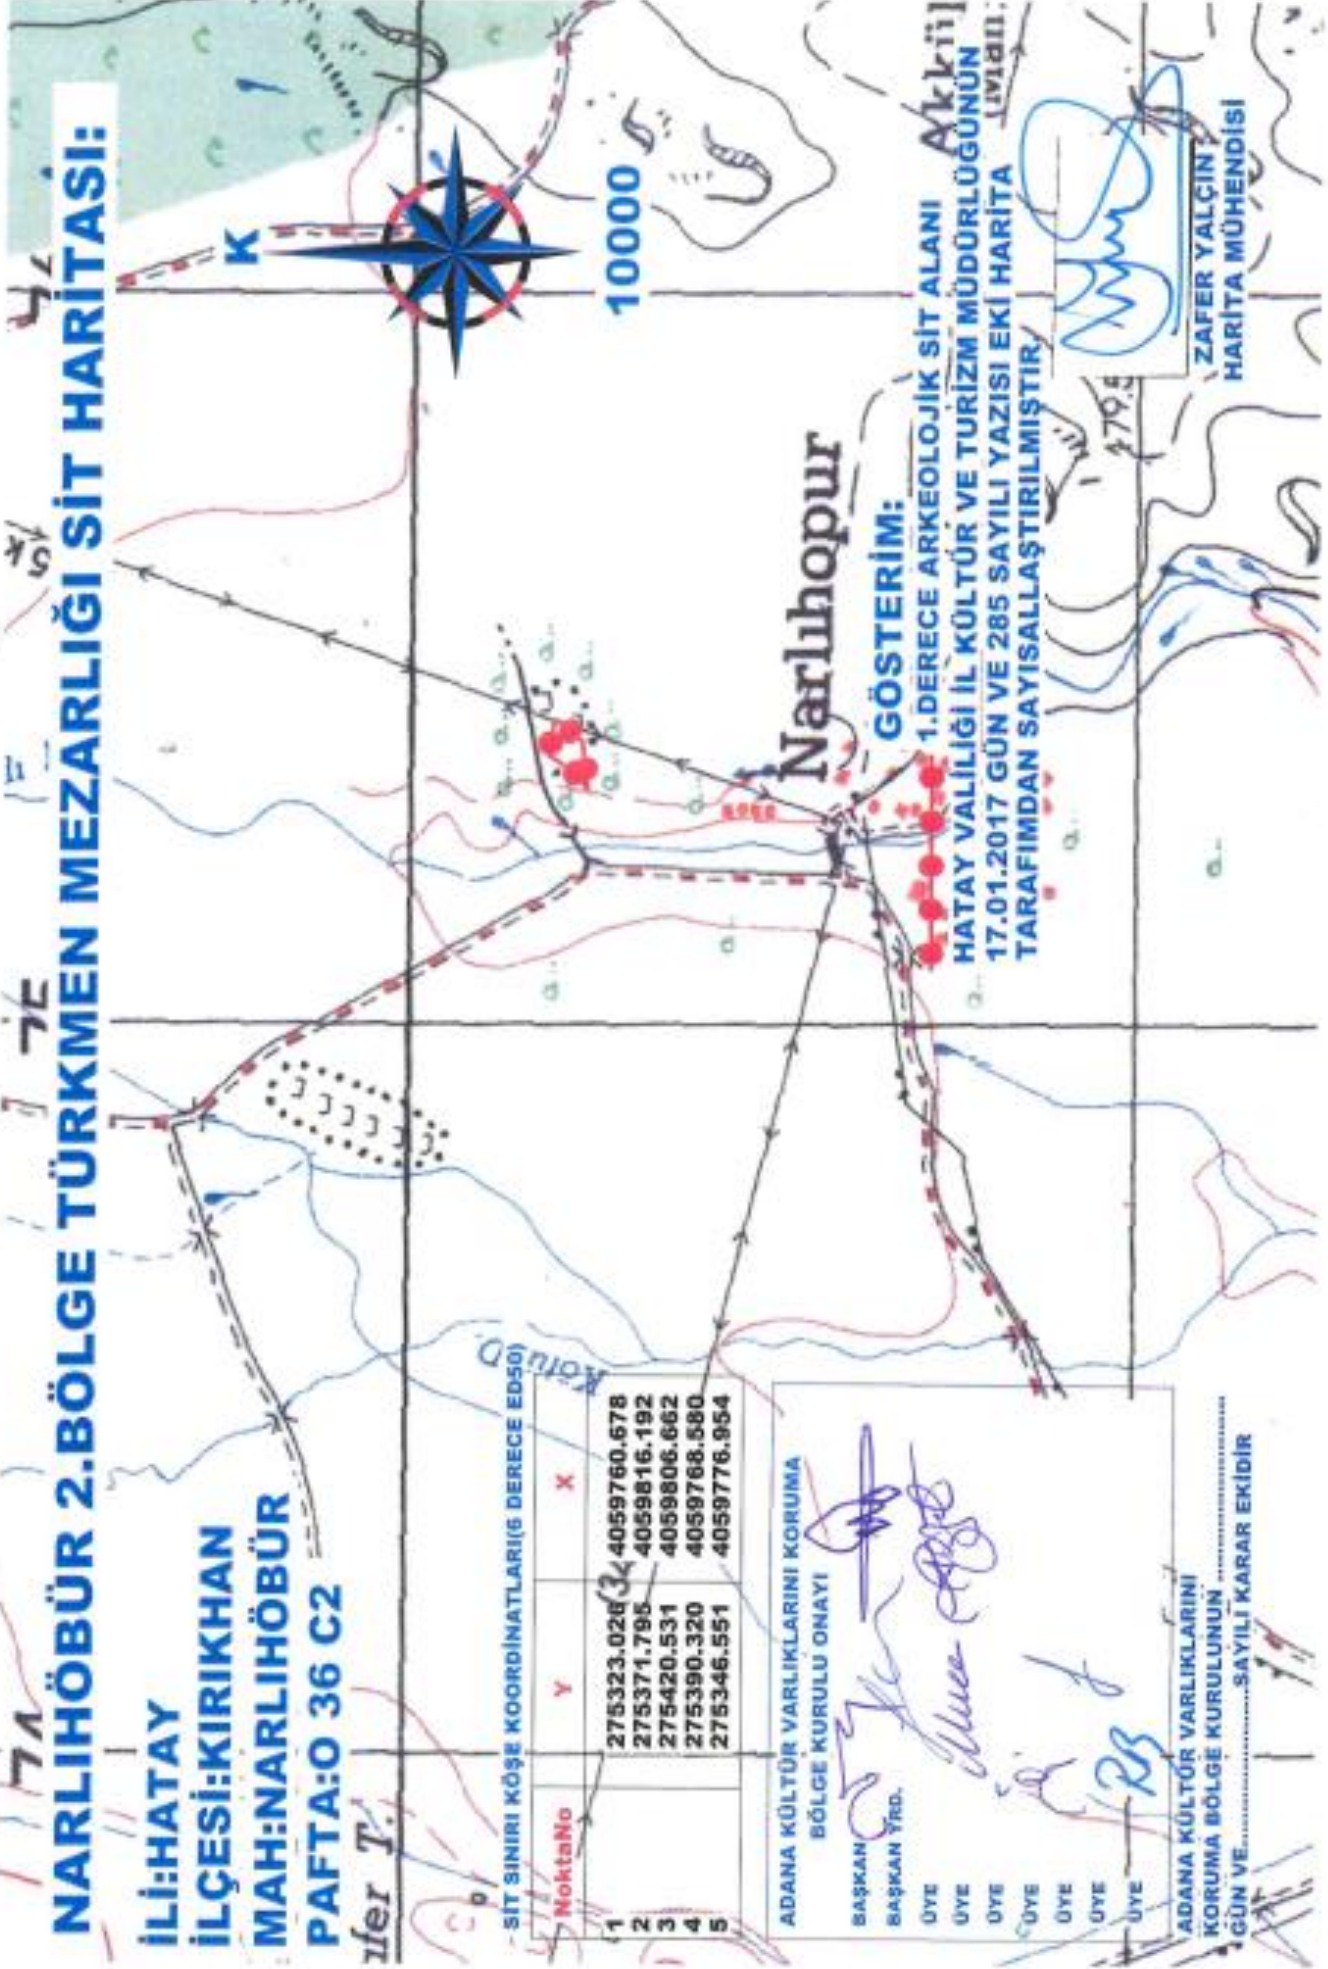 NARLIHÖBÜR 2.BÖLGE TÜRKMEN MEZARLIĞI SİT HARİTASI:
İLİ:HATAY
İLÇESİ:KIRIKHAN
MAH:NARLIHÖBÜR
PAFTA:O 36 C2
K
10000
5k
Kötü D.
Narlıhopur
GÖSTERİM:
1.DERECE ARKEOLOJİK SİT ALANI
HATAY VALİLİĞİ İL KÜLTÜR VE TURİZM MÜDÜRLÜĞÜNÜN
17.01.2017 GÜN VE 285 SAYILI YAZISI EKİ HARİTA
TARAFIMDAN SAYISALLAŞTIRILMIŞTIR.
ZAFER YALÇIN
HARİTA MÜHENDİSİ
SİT SINIRI KÖŞE KOORDİNATLARI(6 DERECE ED50)
NoktaNo Y X
1 275323.026 4059760.678
2 275371.795 4059816.192
3 275420.531 4059806.662
4 275390.320 4059768.580
5 275346.551 4059776.954
ADANA KÜLTÜR VARLIKLARINI KORUMA
BÖLGE KURULU ONAYI
BAŞKAN
BAŞKAN YRD.
ÜYE
ÜYE
ÜYE
ÜYE
ÜYE
ÜYE
ÜYE
ADANA KÜLTÜR VARLIKLARINI
KORUMA BÖLGE KURULUNUN ....................
GÜN VE....................SAYILI KARAR EKİDİR